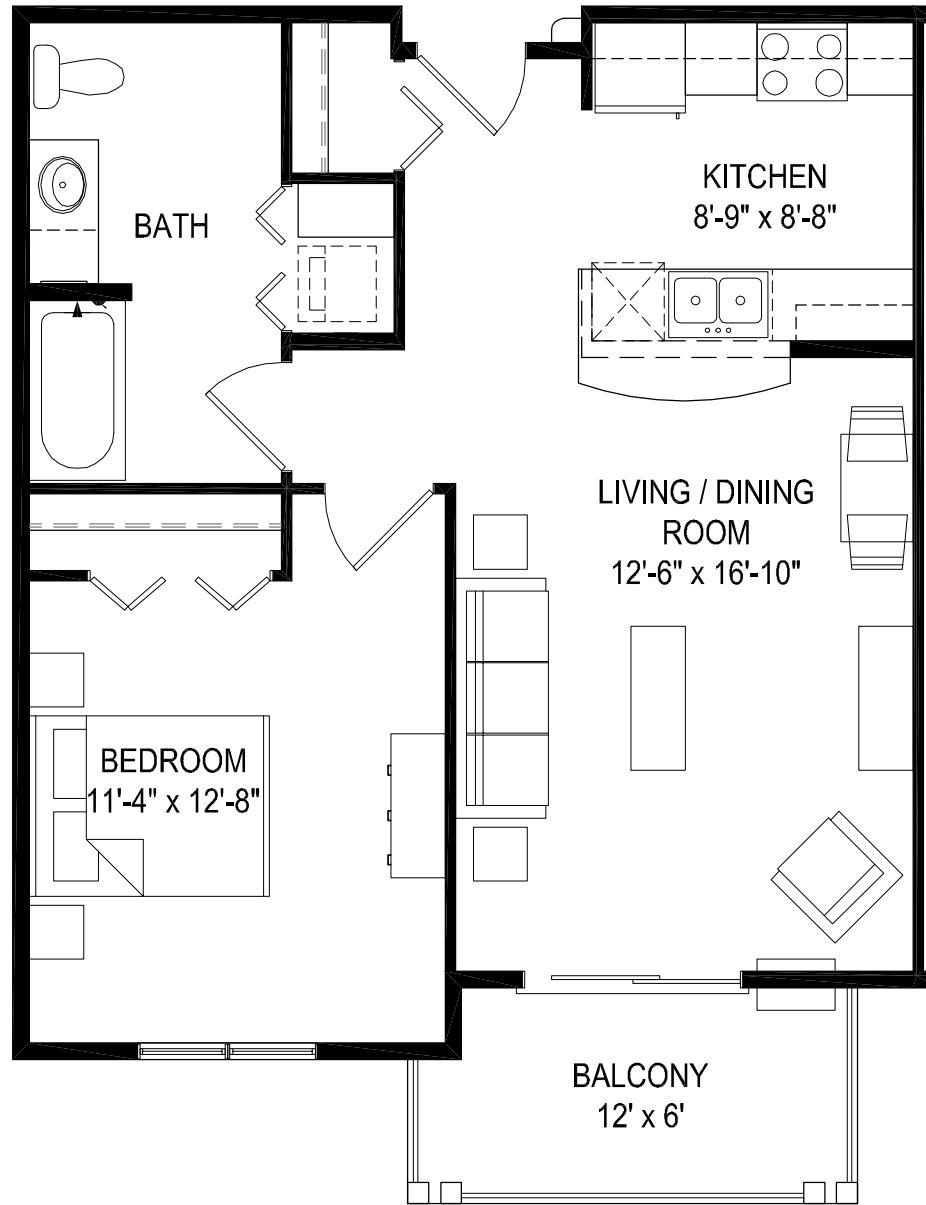 KITCHEN
8'-9" x 8'-8"
BATH
LIVING / DINING
ROOM
12'-6" x 16'-10"
BEDROOM
11'-4" x 12'-8"
BALCONY
12' x 6'